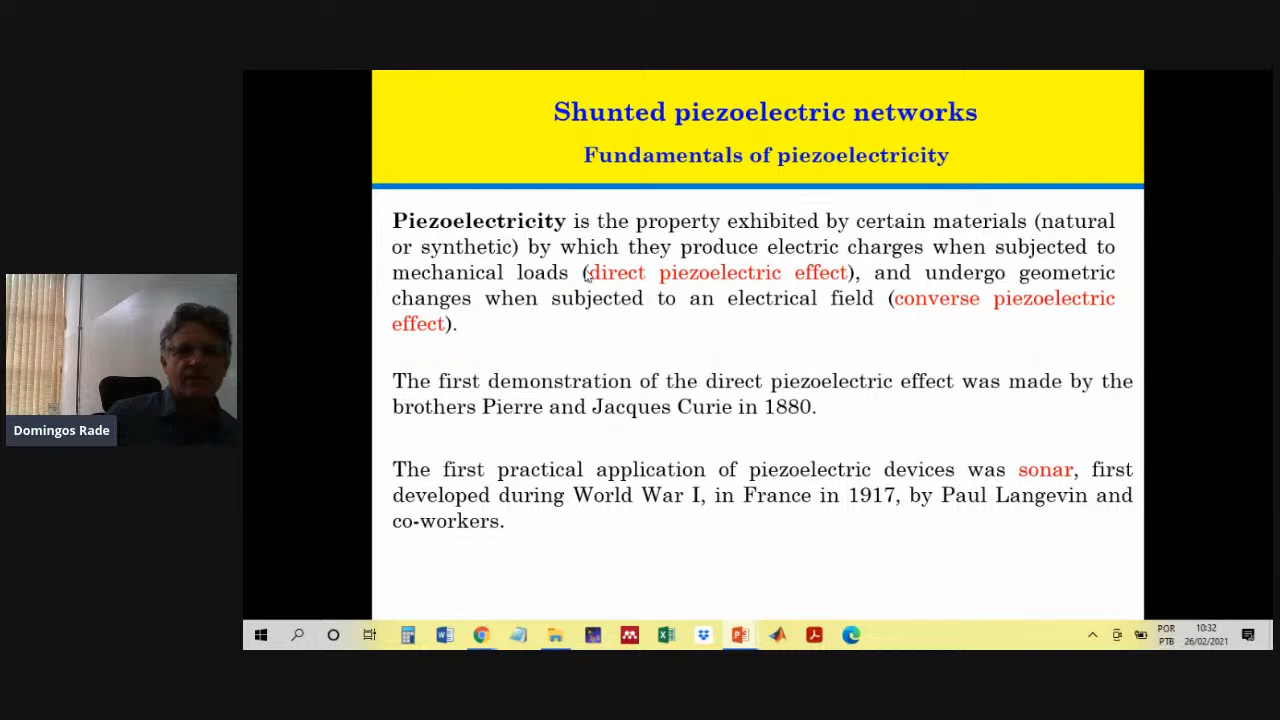 Shunted piezoelectric networks
Fundamentals of piezoelectricity
Piezoelectricity is the property exhibited by certain materials (natural
or synthetic) by which they produce electric charges when subjected to
mechanical loads (direct piezoelectric effect), and undergo geometric
changes when subjected to an electrical field (converse piezoelectric
effect).
The first demonstration of the direct piezoelectric effect was made by the
brothers Pierre and Jacques Curie in 1880.
The first practical application of piezoelectric devices was sonar, first
developed during World War I, in France in 1917, by Paul Langevin and
co-workers.
Domingos Rade
POR
PTB
10:32
26/02/2021